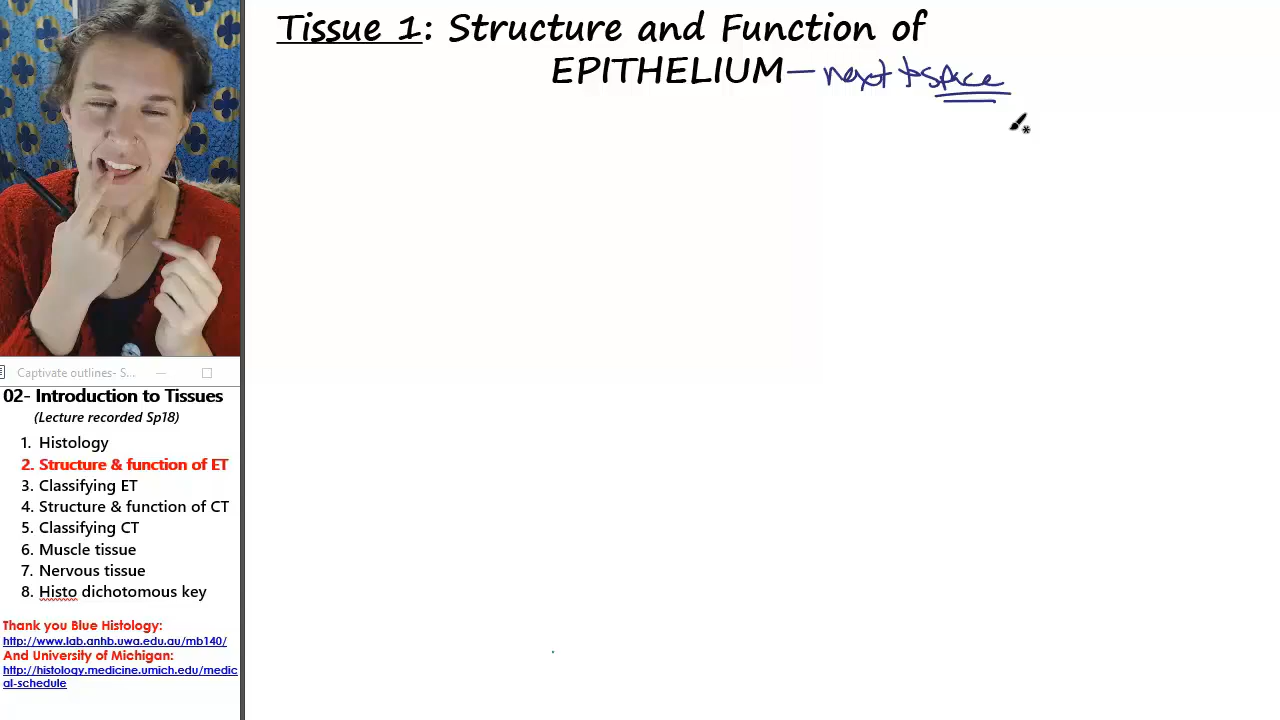 Tissue 1: Structure and Function of
EPITHELIUM — next to space
Captivate outlines- S...
02- Introduction to Tissues
(Lecture recorded Sp18)
1. Histology
2. Structure & function of ET
3. Classifying ET
4. Structure & function of CT
5. Classifying CT
6. Muscle tissue
7. Nervous tissue
8. Histo dichotomous key
Thank you Blue Histology:
http://www.lab.anhb.uwa.edu.au/mb140/
And University of Michigan:
http://histology.medicine.umich.edu/medic
al-schedule